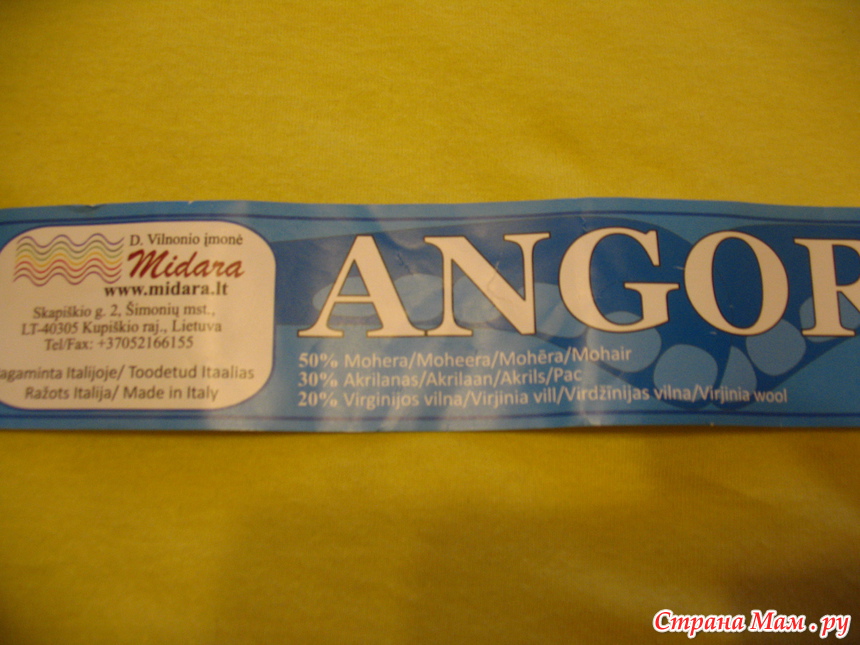 D. Vilnonio įmonė
Midara
www.midara.lt
Skapiškio g. 2, Šimonių mst.,
LT-40305 Kupiškio raj., Lietuva
Tel/Fax: +37052166155
agaminta Italijoje/ Toodetud Itaalias
Ražots Italija/ Made in Italy
ANGOR
50% Mohera/Moheera/Mohēra/Mohair
30% Akrilanas/Akrilaan/Akrils/Pac
20% Virginijos vilna/Virjinia vill/Virdžīnijas vilna/Virjinia wool
Страна Мам.ру